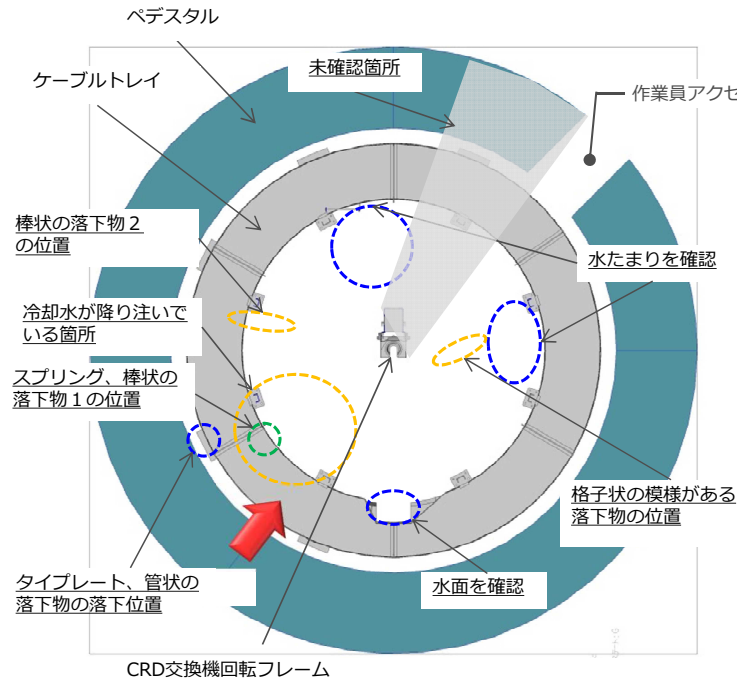 ペデスタル
未確認箇所
ケーブルトレイ
作業員アクセ
棒状の落下物２
の位置
水たまりを確認
冷却水が降り注いで
いる箇所
スプリング、棒状の
落下物１の位置
格子状の模様がある
落下物の位置
タイプレート、管状の
落下物の落下位置
水面を確認
CRD交換機回転フレーム